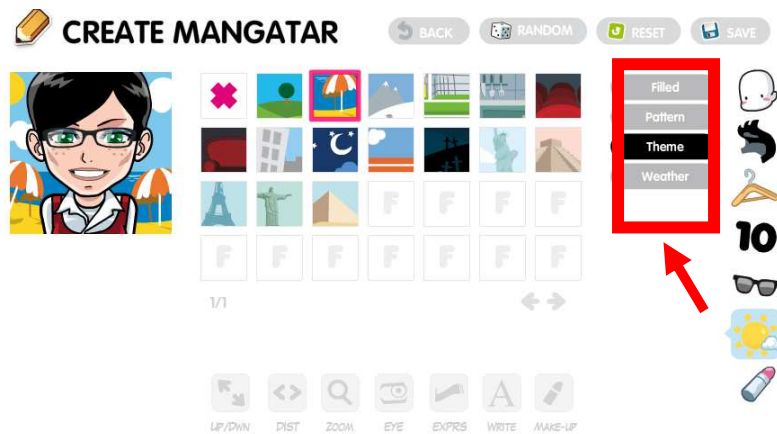 CREATE MANGATAR
BACK
RANDOM
RESET
SAVE
Filled
Pattern
Theme
Weather
F F F F
F F F F F F F
10
1/1
A
UP/DWN DIST ZOOM EYE EXPRS WRITE MAKE-UP